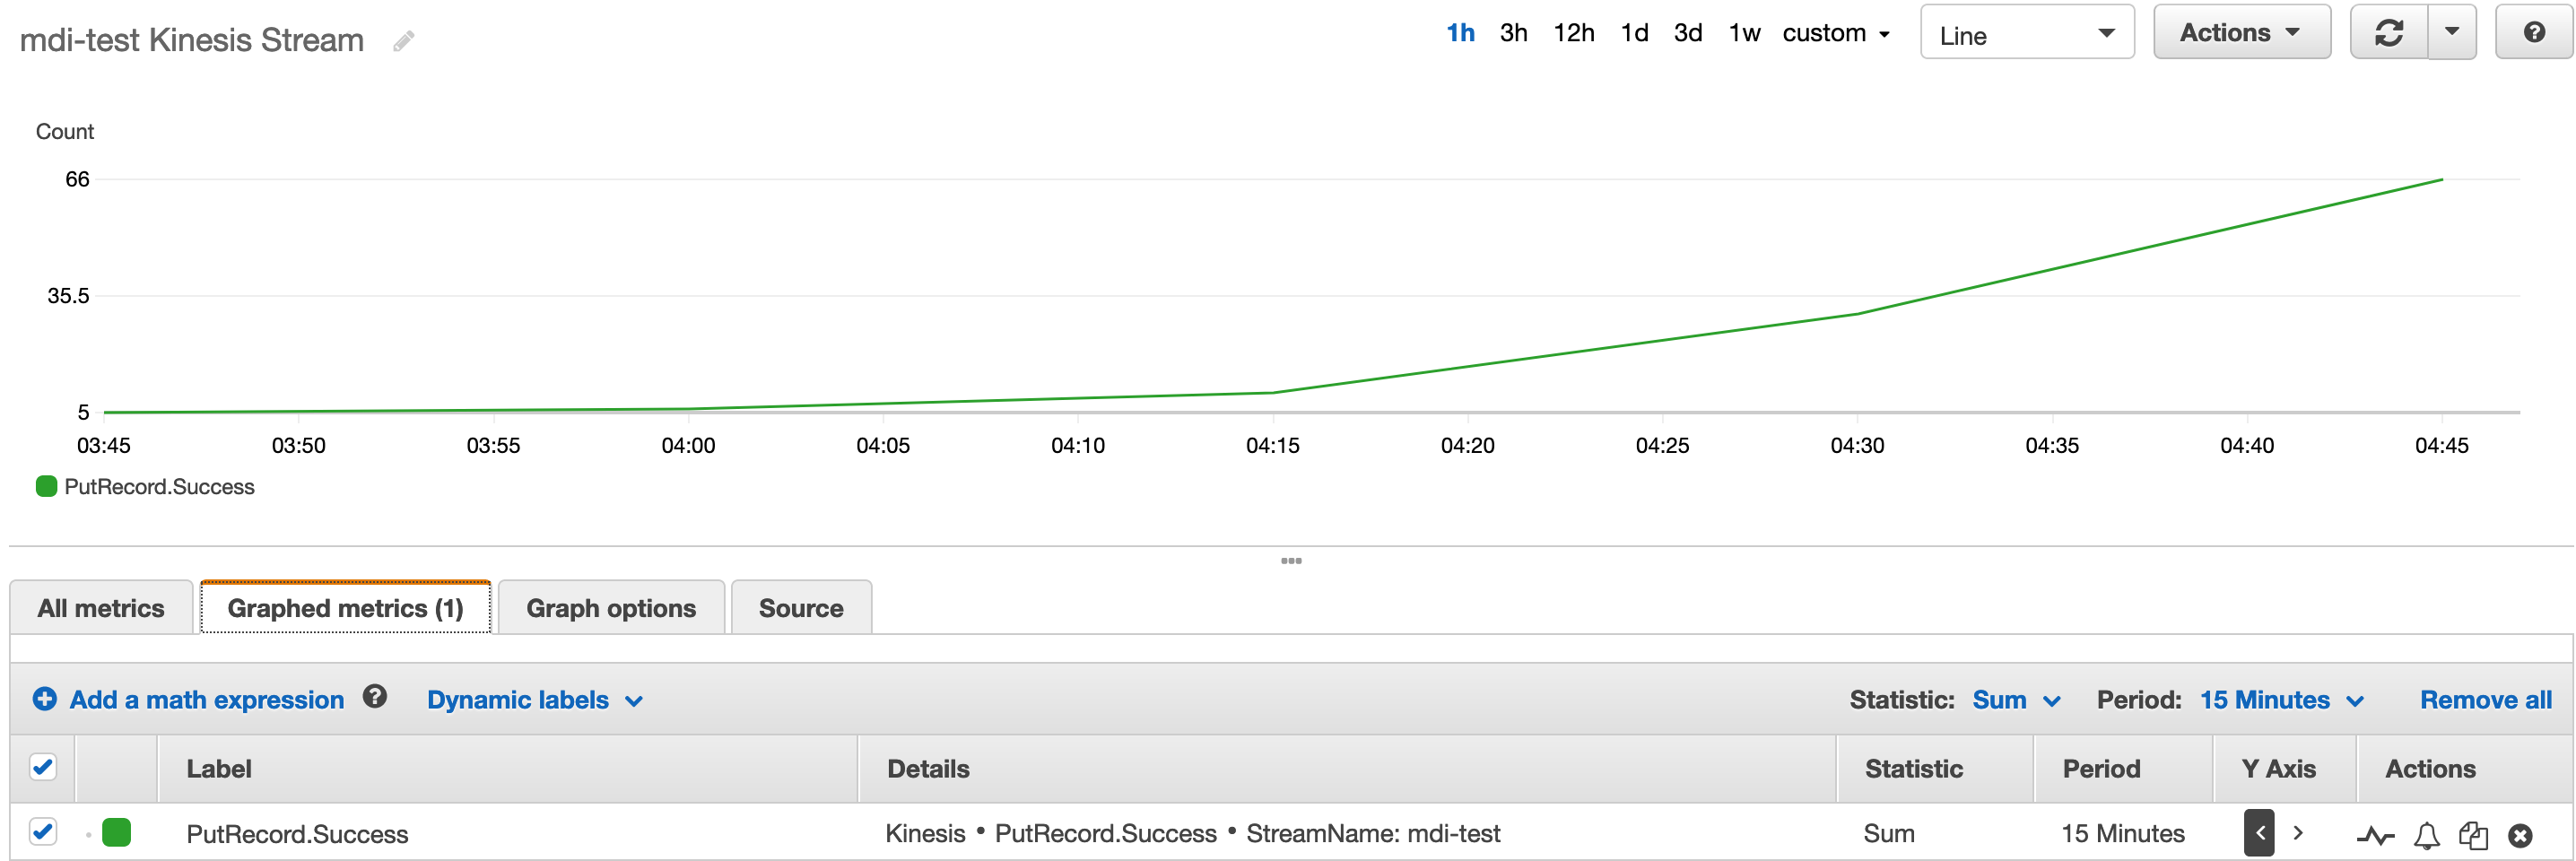 mdi-test Kinesis Stream
1h 3h 12h 1d 3d 1w custom Line Actions ?
Count
66
35.5
5
03:45 03:50 03:55 04:00 04:05 04:10 04:15 04:20 04:25 04:30 04:35 04:40 04:45
PutRecord.Success
All metrics Graphed metrics (1) Graph options Source
Add a math expression ? Dynamic labels Statistic: Sum Period: 15 Minutes Remove all
Label Details Statistic Period Y Axis Actions
PutRecord.Success Kinesis • PutRecord.Success • StreamName: mdi-test Sum 15 Minutes < >